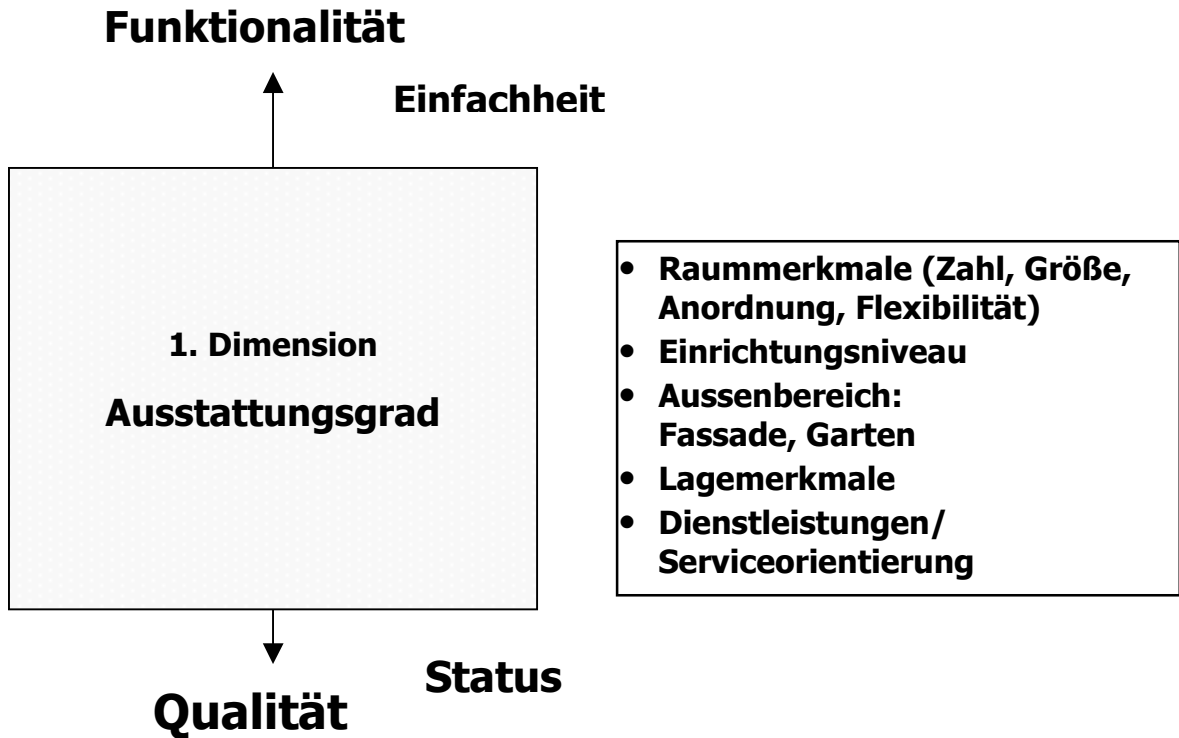 Funktionalität
Einfachheit
1. Dimension
Ausstattungsgrad
• Raummerkmale (Zahl, Größe,
Anordnung, Flexibilität)
• Einrichtungsniveau
• Aussenbereich:
Fassade, Garten
• Lagemerkmale
• Dienstleistungen/
Serviceorientierung
Status
Qualität